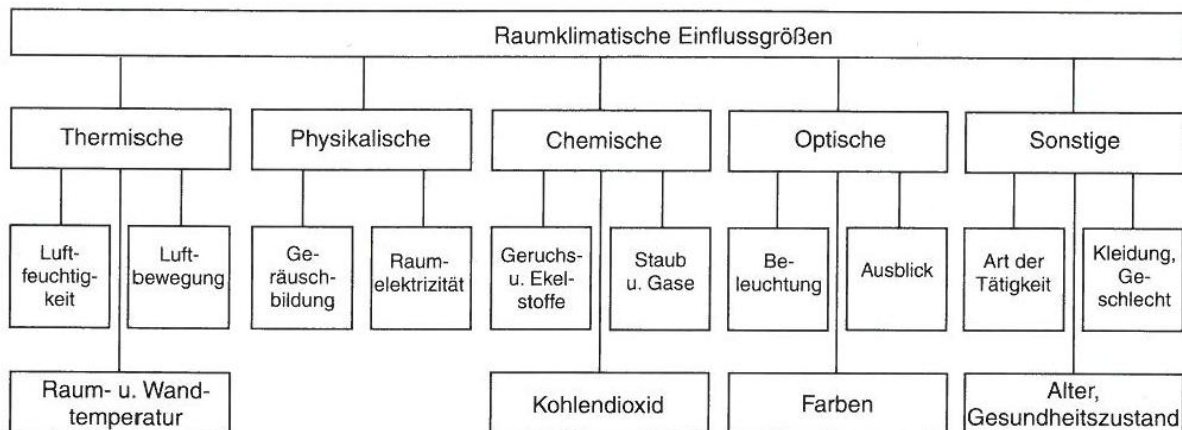 Raumklimatische Einflussgrößen
Thermische
Physikalische
Chemische
Optische
Sonstige
Luft-
feuchtig-
keit
Luft-
bewegung
Ge-
räusch-
bildung
Raum-
elektrizität
Geruchs-
u. Ekel-
stoffe
Staub
u. Gase
Be-
leuchtung
Ausblick
Art der
Tätigkeit
Kleidung,
Ge-
schlecht
Raum- u. Wand-
temperatur
Kohlendioxid
Farben
Alter,
Gesundheitszustand